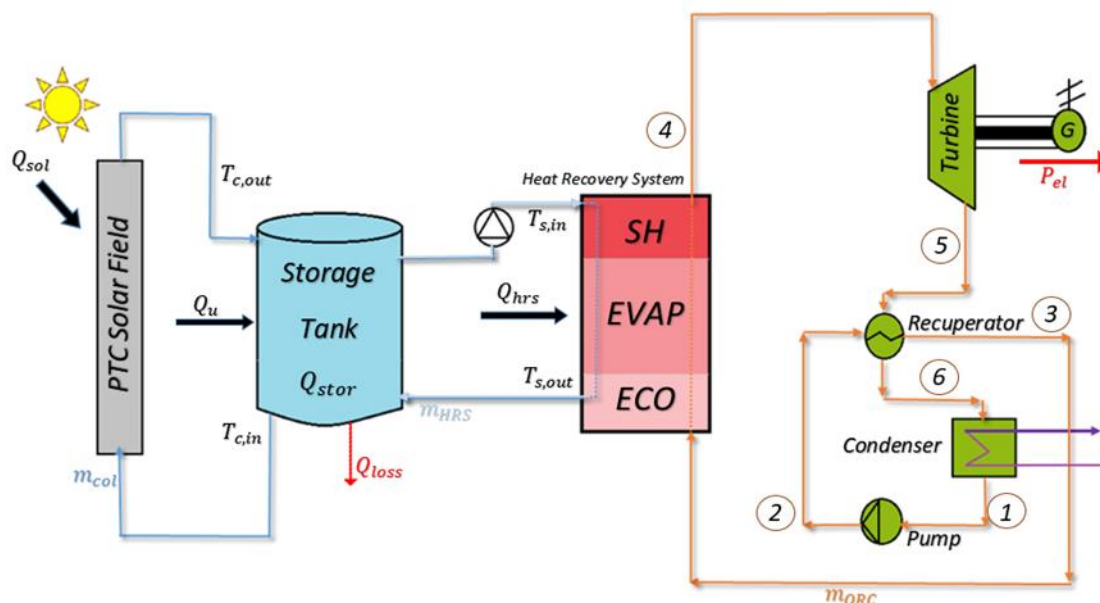 Q_sol
T_c,out
PTC Solar Field
Q_u
Storage
Tank
Q_stor
T_c,in
m_col
Q_loss
Heat Recovery System
T_s,in
Q_hrs
T_s,out
m_HRS
SH
EVAP
ECO
4
Turbine
G
P_el
5
Recuperator
3
6
Condenser
2
1
Pump
m_ORC